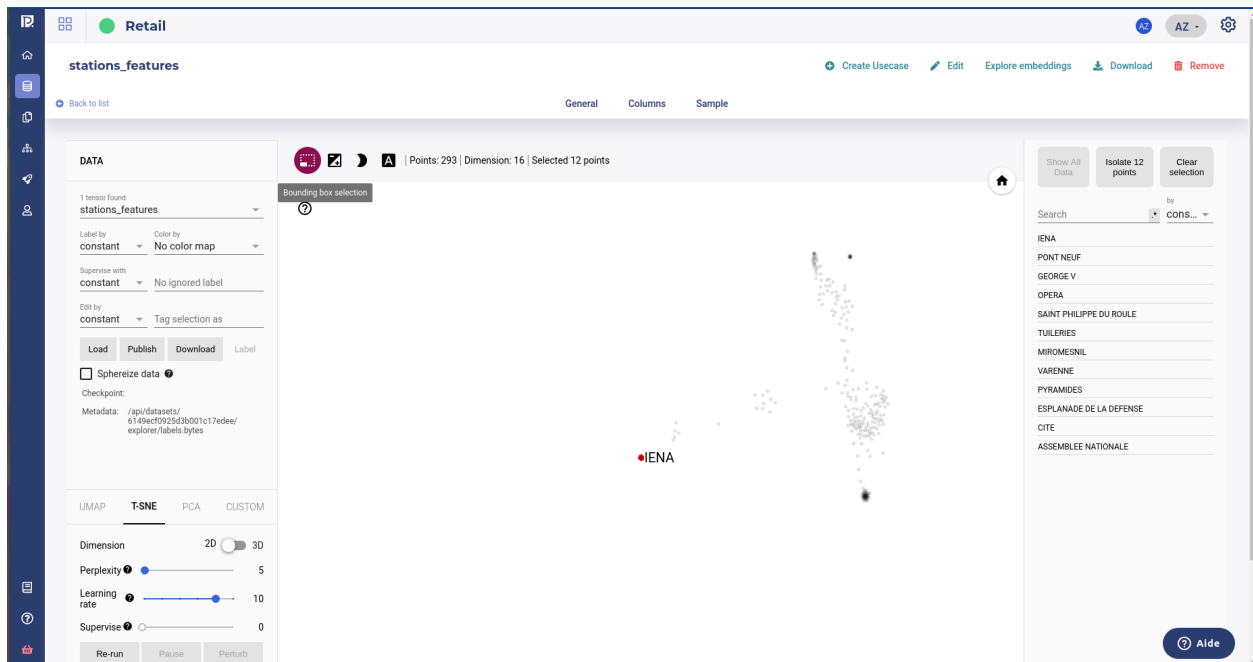 Retail
AZ
AZ
stations_features
Create Usecase
Edit
Explore embeddings
Download
Remove
Back to list
General
Columns
Sample
DATA
1 tensor found
stations_features
Label by
constant
Color by
No color map
Supervise with
constant
No ignored label
Edit by
constant
Tag selection as
Load
Publish
Download
Label
Sphereize data
Checkpoint:
Metadata:
/api/datasets/
6149ecf0925d3b001c17edee/
explorer/labels.bytes
UMAP
T-SNE
PCA
CUSTOM
Dimension
2D
3D
Perplexity
5
Learning
rate
10
Supervise
0
Re-run
Pause
Perturb
A
Points: 293
Dimension: 16
Selected 12 points
Bounding box selection
IENA
Show All
Data
Isolate 12
points
Clear
selection
Search
.*
by
cons...
IENA
PONT NEUF
GEORGE V
OPERA
SAINT PHILIPPE DU ROULE
TUILERIES
MIROMESNIL
VARENNE
PYRAMIDES
ESPLANADE DE LA DEFENSE
CITE
ASSEMBLEE NATIONALE
Aide